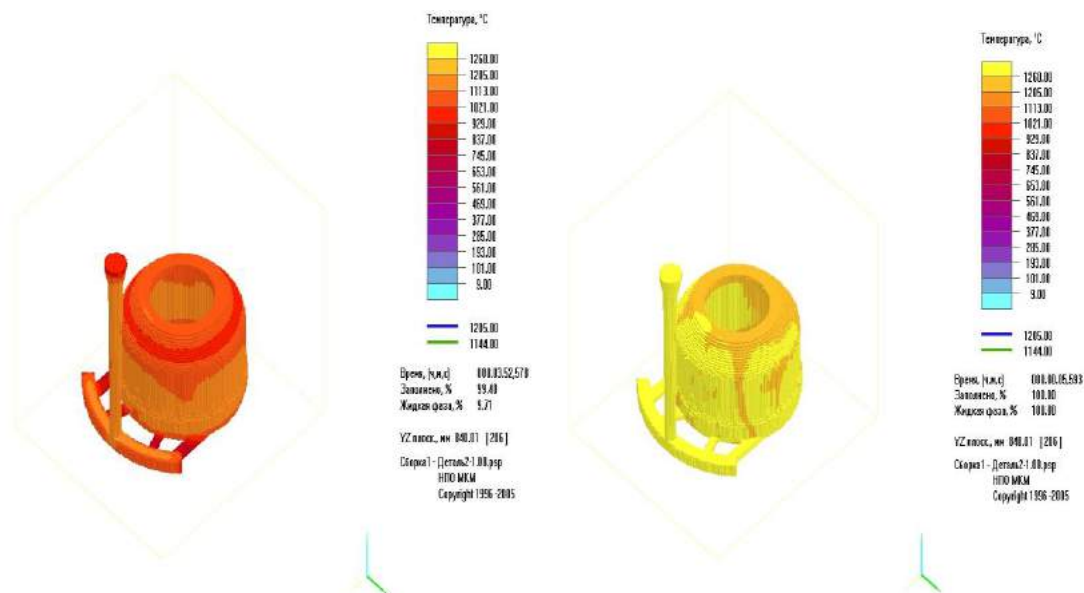 Температура, °C
1260.00
1205.00
1113.00
1021.00
929.00
837.00
745.00
653.00
561.00
469.00
377.00
285.00
193.00
101.00
9.00
1205.00
1144.00
Время, (ч,м,с) 000.03.52,570
Заполнено, % 99.40
Жидкая фаза, % 9.71
YZ плоск., мм 040.01 [206]
Сборка1 - Деталь2-1.00.psp
НПО МКМ
Copyright 1996-2005
Температура, °C
1260.00
1205.00
1113.00
1021.00
929.00
837.00
745.00
653.00
561.00
469.00
377.00
285.00
193.00
101.00
9.00
1205.00
1144.00
Время, (ч,м,с)
Заполнено, % 100.00
Жидкая фаза, % 100.00
YZ плоск., мм 040.01 [206]
Сборка1 - Деталь2-1.00.psp
НПО МКМ
Copyright 1996-2005